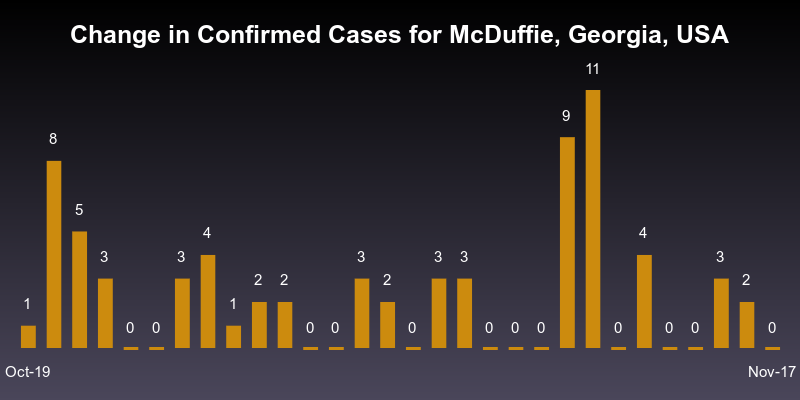 Change in Confirmed Cases for McDuffie, Georgia, USA
1 8 5 3 0 0 3 4 1 2 2 0 0 3 2 0 3 3 0 0 0 9 11 0 4 0 0 3 2 0
Oct-19 Nov-17